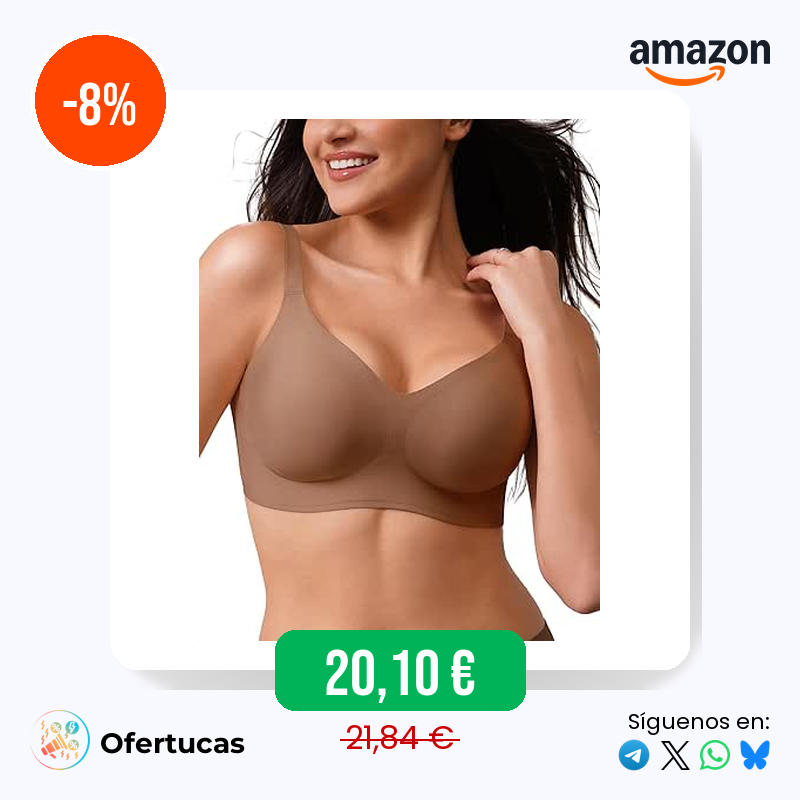 -8%
amazon
20,10 €
21,84 €
Ofertucas
Síguenos en: